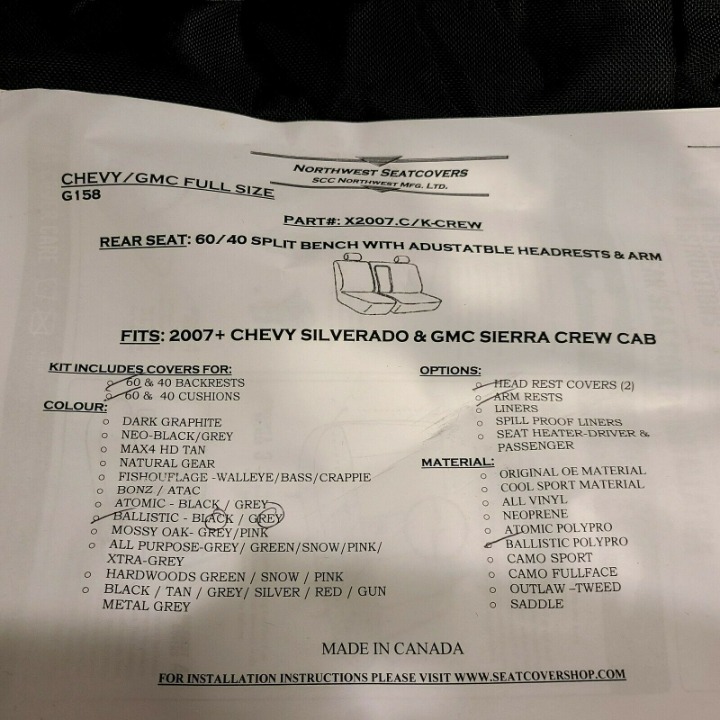 NORTHWEST SEATCOVERS
SCC NORTHWEST MFG. LTD.
CHEVY/GMC FULL SIZE
G158
PART#: X2007.C/K-CREW
REAR SEAT: 60/40 SPLIT BENCH WITH ADUSTATBLE HEADRESTS & ARM
FITS: 2007+ CHEVY SILVERADO & GMC SIERRA CREW CAB
KIT INCLUDES COVERS FOR:
60 & 40 BACKRESTS
60 & 40 CUSHIONS
COLOUR:
DARK GRAPHITE
NEO-BLACK/GREY
MAX4 HD TAN
NATURAL GEAR
FISHOUFLAGE -WALLEYE/BASS/CRAPPIE
BONZ / ATAC
ATOMIC - BLACK / GREY
BALLISTIC - BLACK / GREY
MOSSY OAK- GREY/PINK
ALL PURPOSE-GREY/ GREEN/SNOW/PINK/
XTRA-GREY
HARDWOODS GREEN / SNOW / PINK
BLACK / TAN / GREY/ SILVER / RED / GUN
METAL GREY
OPTIONS:
HEAD REST COVERS (2)
ARM RESTS
LINERS
SPILL PROOF LINERS
SEAT HEATER-DRIVER &
PASSENGER
MATERIAL:
ORIGINAL OE MATERIAL
COOL SPORT MATERIAL
ALL VINYL
NEOPRENE
ATOMIC POLYPRO
BALLISTIC POLYPRO
CAMO SPORT
CAMO FULLFACE
OUTLAW –TWEED
SADDLE
MADE IN CANADA
FOR INSTALLATION INSTRUCTIONS PLEASE VISIT WWW.SEATCOVERSHOP.COM